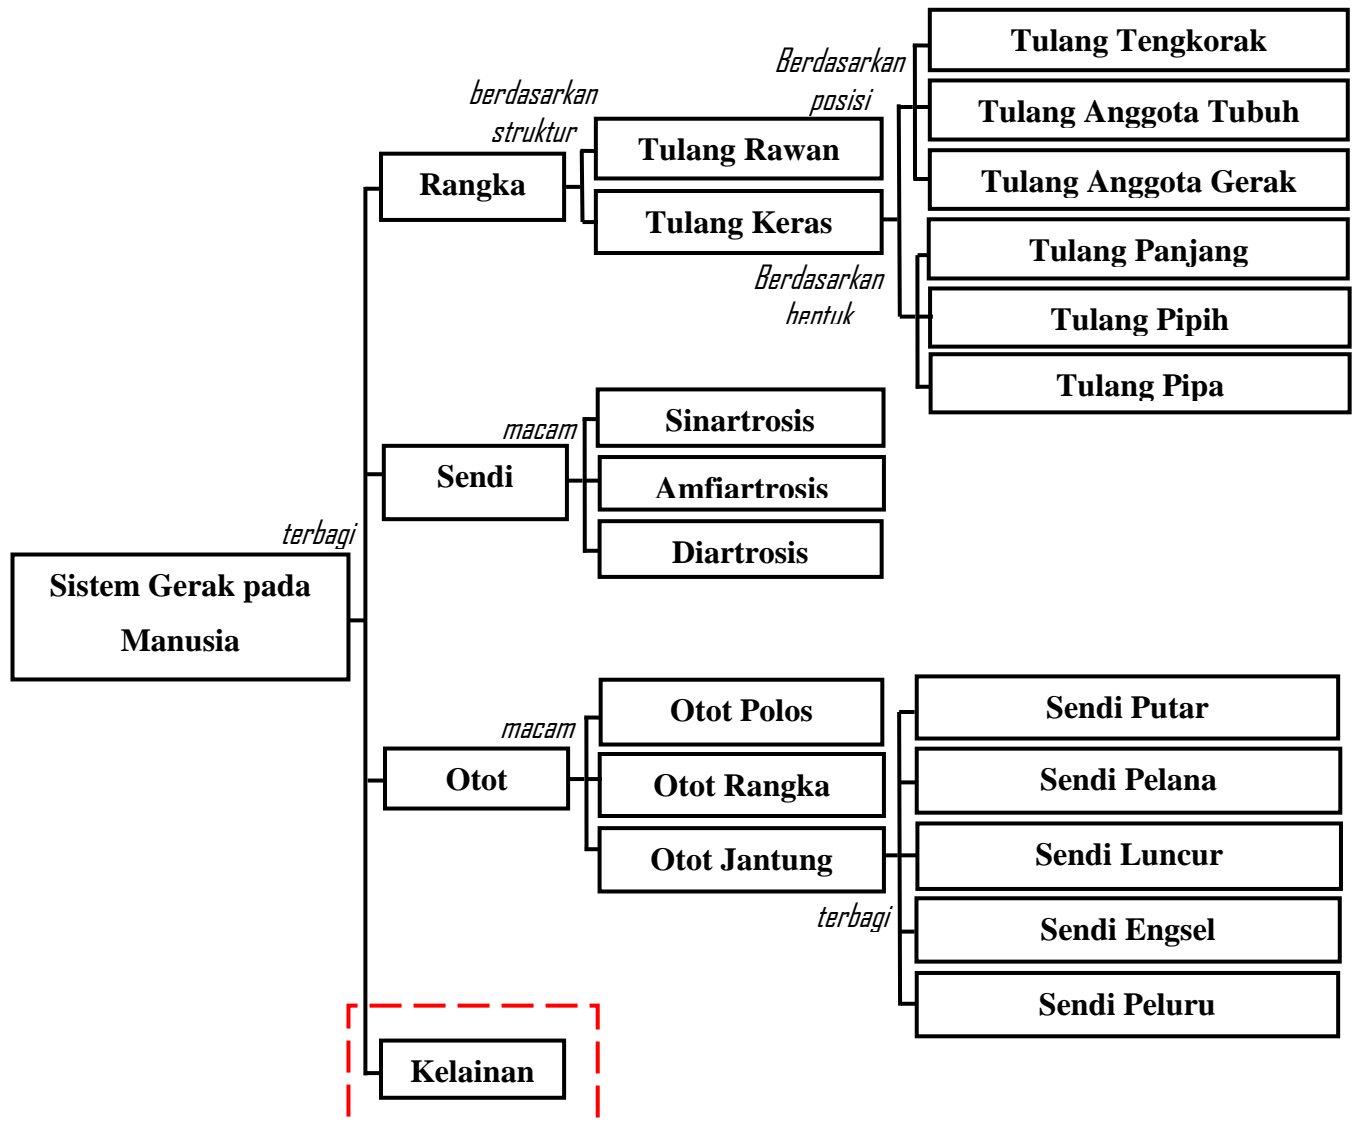 Tulang Tengkorak
Berdasarkan
posisi
Tulang Anggota Tubuh
berdasarkan
struktur
Tulang Rawan
Rangka
Tulang Anggota Gerak
Tulang Keras
Tulang Panjang
Berdasarkan
bentuk
Tulang Pipih
Tulang Pipa
Sinartrosis
macam
Sendi
Amfiartrosis
Diartrosis
terbagi
Sistem Gerak pada
Manusia
Otot Polos
Sendi Putar
macam
Otot
Otot Rangka
Sendi Pelana
Otot Jantung
Sendi Luncur
terbagi
Sendi Engsel
Sendi Peluru
Kelainan